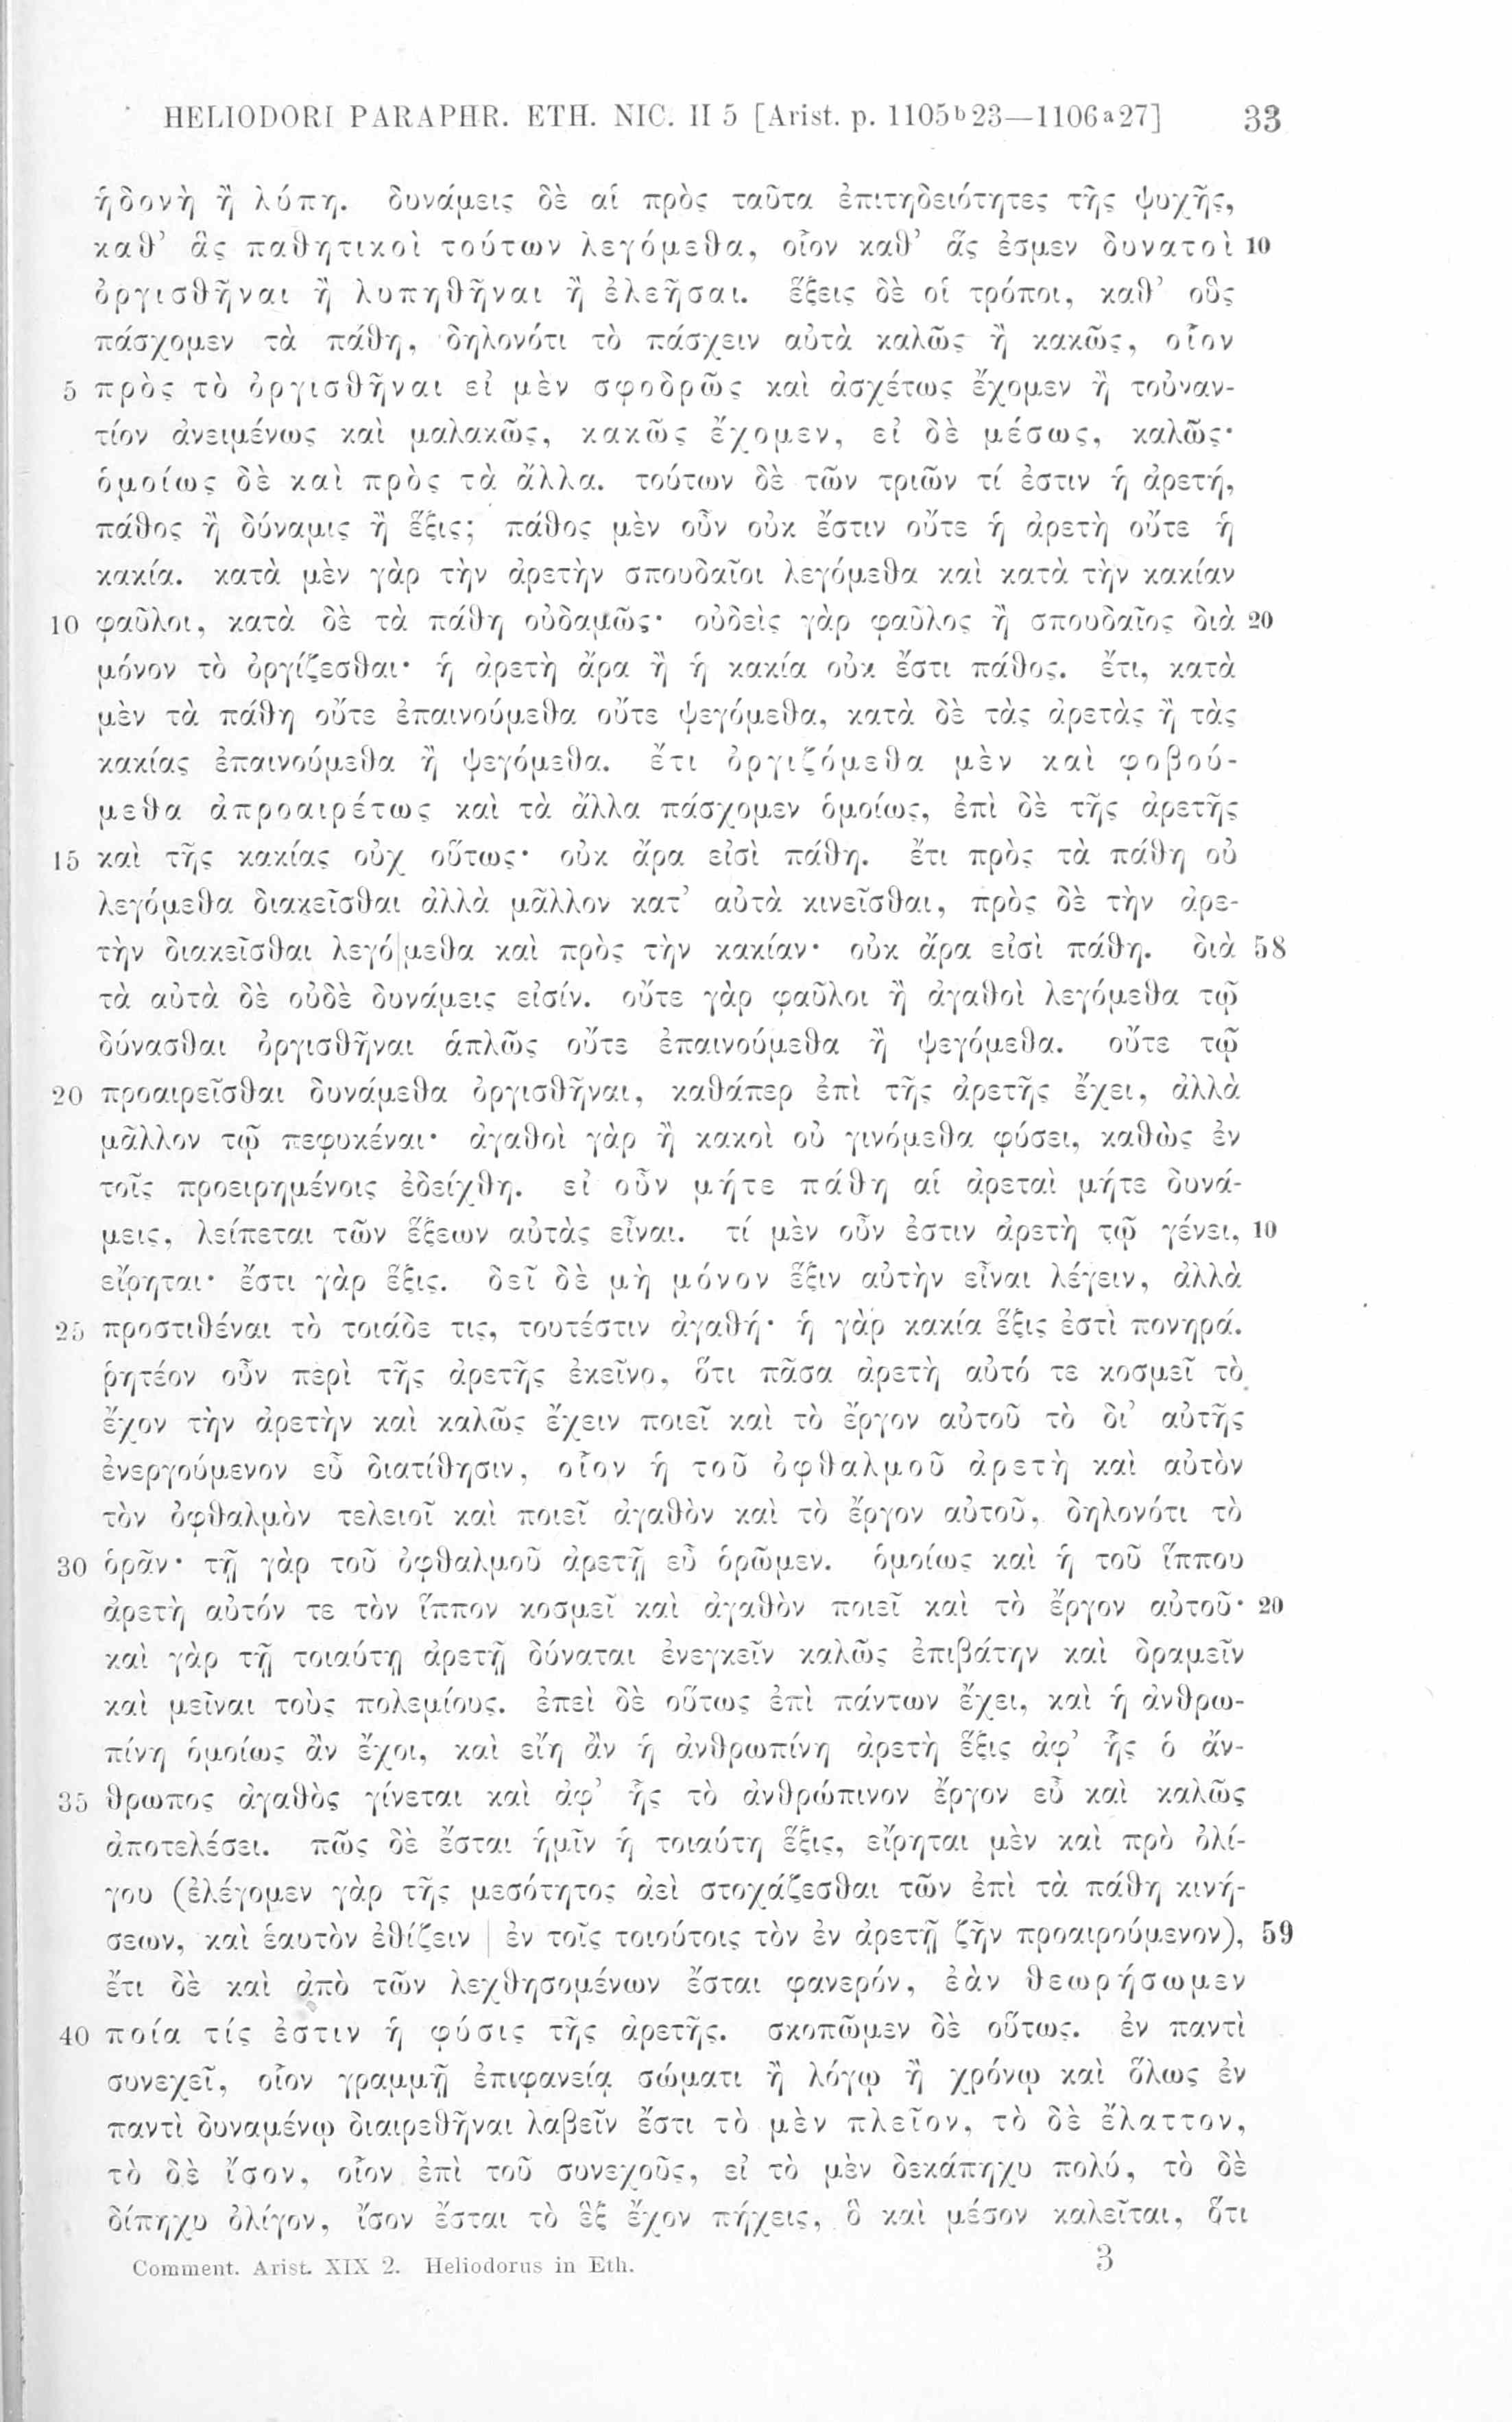 HELIODORI PARAPHR. ETH. NIC. II 5 [Arist. p. 1105b23—1106a27] 33
ἡδονὴ ἢ λύπη. δυνάμεις δὲ αἱ πρὸς ταῦτα ἐπιτηδειότητες τῆς ψυχῆς,
καθ’ ἃς παθητικοὶ τούτων λεγόμεθα, οἷον καθ’ ἅς ἐσμεν δυνατοὶ 10
ὀργισθῆναι ἢ λυπηθῆναι ἢ ἐλεῆσαι. ἕξεις δὲ οἱ τρόποι, καθ’ οὓς
πάσχομεν τὰ πάθη, δηλονότι τὸ πάσχειν αὐτὰ καλῶς ἢ κακῶς, οἷον
5 πρὸς τὸ ὀργισθῆναι εἰ μὲν σφοδρῶς καὶ ἀσχέτως ἔχομεν ἢ τοὐναν-
τίον ἀνειμένως καὶ μαλακῶς, κακῶς ἔχομεν, εἰ δὲ μέσως, καλῶς·
ὁμοίως δὲ καὶ πρὸς τὰ ἄλλα. τούτων δὲ τῶν τριῶν τί ἐστιν ἡ ἀρετή,
πάθος ἢ δύναμις ἢ ἕξις; πάθος μὲν οὖν οὐκ ἔστιν οὔτε ἡ ἀρετὴ οὔτε ἡ
κακία. κατὰ μὲν γὰρ τὴν ἀρετὴν σπουδαῖοι λεγόμεθα καὶ κατὰ τὴν κακίαν
10 φαῦλοι, κατὰ δὲ τὰ πάθη οὐδαμῶς· οὐδεὶς γὰρ φαῦλος ἢ σπουδαῖος διὰ 20
μόνον τὸ ὀργίζεσθαι· ἡ ἀρετὴ ἄρα ἢ ἡ κακία οὐκ ἔστι πάθος. ἔτι, κατὰ
μὲν τὰ πάθη οὔτε ἐπαινούμεθα οὔτε ψεγόμεθα, κατὰ δὲ τὰς ἀρετὰς ἢ τὰς
κακίας ἐπαινούμεθα ἢ ψεγόμεθα. ἔτι ὀργιζόμεθα μὲν καὶ φοβού-
μεθα ἀπροαιρέτως καὶ τὰ ἄλλα πάσχομεν ὁμοίως, ἐπὶ δὲ τῆς ἀρετῆς
15 καὶ τῆς κακίας οὐχ οὕτως· οὐκ ἄρα εἰσὶ πάθη. ἔτι πρὸς τὰ πάθη οὐ
λεγόμεθα διακεῖσθαι ἀλλὰ μᾶλλον κατ’ αὐτὰ κινεῖσθαι, πρὸς δὲ τὴν ἀρε-
τὴν διακεῖσθαι λεγό|μεθα καὶ πρὸς τὴν κακίαν· οὐκ ἄρα εἰσὶ πάθη. διὰ 58
τὰ αὐτὰ δὲ οὐδὲ δυνάμεις εἰσίν. οὔτε γὰρ φαῦλοι ἢ ἀγαθοὶ λεγόμεθα τῷ
δύνασθαι ὀργισθῆναι ἁπλῶς οὔτε ἐπαινούμεθα ἢ ψεγόμεθα. οὔτε τῷ
20 προαιρεῖσθαι δυνάμεθα ὀργισθῆναι, καθάπερ ἐπὶ τῆς ἀρετῆς ἔχει, ἀλλὰ
μᾶλλον τῷ πεφυκέναι· ἀγαθοὶ γὰρ ἢ κακοὶ οὐ γινόμεθα φύσει, καθὼς ἐν
τοῖς προειρημένοις ἐδείχθη. εἰ οὖν μήτε πάθη αἱ ἀρεταὶ μήτε δυνά-
μεις, λείπεται τῶν ἕξεων αὐτὰς εἶναι. τί μὲν οὖν ἐστιν ἀρετὴ τῷ γένει, 10
εἴρηται· ἔστι γὰρ ἕξις. δεῖ δὲ μὴ μόνον ἕξιν αὐτὴν εἶναι λέγειν, ἀλλὰ
25 προστιθέναι τὸ τοιάδε τις, τουτέστιν ἀγαθή· ἡ γὰρ κακία ἕξις ἐστὶ πονηρά.
ῥητέον οὖν περὶ τῆς ἀρετῆς ἐκεῖνο, ὅτι πᾶσα ἀρετὴ αὐτό τε κοσμεῖ τὸ
ἔχον τὴν ἀρετὴν καὶ καλῶς ἔχειν ποιεῖ καὶ τὸ ἔργον αὐτοῦ τὸ δι’ αὐτῆς
ἐνεργούμενον εὖ διατίθησιν, οἷον ἡ τοῦ ὀφθαλμοῦ ἀρετὴ καὶ αὐτὸν
τὸν ὀφθαλμὸν τελειοῖ καὶ ποιεῖ ἀγαθὸν καὶ τὸ ἔργον αὐτοῦ, δηλονότι τὸ
30 ὁρᾶν· τῇ γὰρ τοῦ ὀφθαλμοῦ ἀρετῇ εὖ ὁρῶμεν. ὁμοίως καὶ ἡ τοῦ ἵππου
ἀρετὴ αὐτόν τε τὸν ἵππον κοσμεῖ καὶ ἀγαθὸν ποιεῖ καὶ τὸ ἔργον αὐτοῦ· 20
καὶ γὰρ τῇ τοιαύτῃ ἀρετῇ δύναται ἐνεγκεῖν καλῶς ἐπιβάτην καὶ δραμεῖν
καὶ μεῖναι τοὺς πολεμίους. ἐπεὶ δὲ οὕτως ἐπὶ πάντων ἔχει, καὶ ἡ ἀνθρω-
πίνη ὁμοίως ἂν ἔχοι, καὶ εἴη ἂν ἡ ἀνθρωπίνη ἀρετὴ ἕξις ἀφ’ ἧς ὁ ἄν-
35 θρωπος ἀγαθὸς γίνεται καὶ ἀφ’ ἧς τὸ ἀνθρώπινον ἔργον εὖ καὶ καλῶς
ἀποτελέσει. πῶς δὲ ἔσται ἡμῖν ἡ τοιαύτη ἕξις, εἴρηται μὲν καὶ πρὸ ὀλί-
γου (ἐλέγομεν γὰρ τῆς μεσότητος ἀεὶ στοχάζεσθαι τῶν ἐπὶ τὰ πάθη κινή-
σεων, καὶ ἑαυτὸν ἐθίζειν | ἐν τοῖς τοιούτοις τὸν ἐν ἀρετῇ ζῆν προαιρούμενον), 59
ἔτι δὲ καὶ ἀπὸ τῶν λεχθησομένων ἔσται φανερόν, ἐὰν θεωρήσωμεν
40 ποία τίς ἐστιν ἡ φύσις τῆς ἀρετῆς. σκοπῶμεν δὲ οὕτως. ἐν παντὶ
συνεχεῖ, οἷον γραμμῇ ἐπιφανείᾳ σώματι ἢ λόγῳ ἢ χρόνῳ καὶ ὅλως ἐν
παντὶ δυναμένῳ διαιρεθῆναι λαβεῖν ἔστι τὸ μὲν πλεῖον, τὸ δὲ ἔλαττον,
τὸ δὲ ἴσον, οἷον ἐπὶ τοῦ συνεχοῦς, εἰ τὸ μὲν δεκάπηχυ πολύ, τὸ δὲ
δίπηχυ ὀλίγον, ἴσον ἔσται τὸ ἓξ ἔχον πήχεις, ὃ καὶ μέσον καλεῖται, ὅτι
Comment. Arist. XIX 2. Heliodorus in Eth. 3